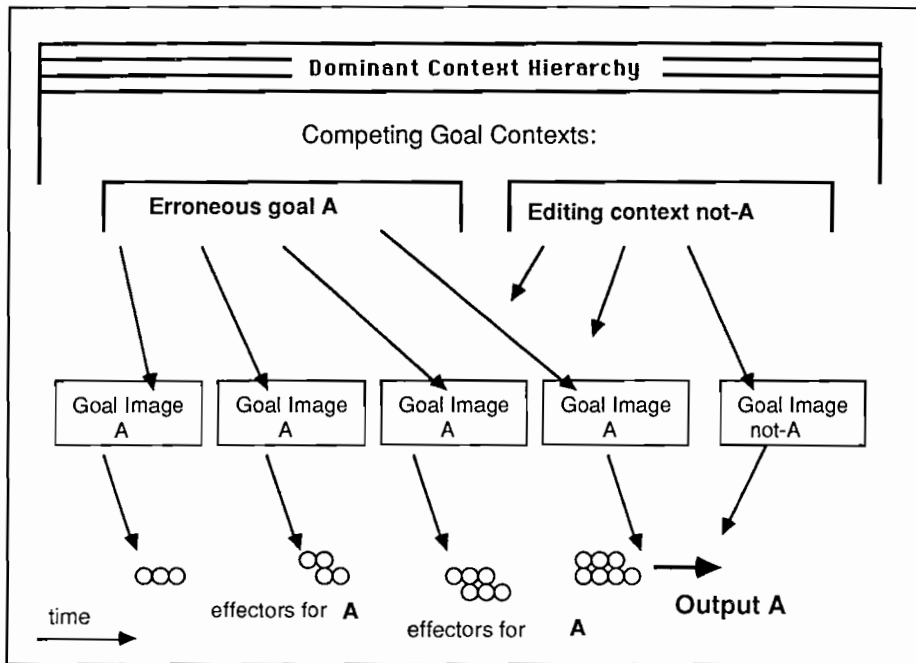 Dominant Context Hierarchy
Competing Goal Contexts:
Erroneous goal A
Editing context not-A
Goal Image
A
Goal Image
A
Goal Image
A
Goal Image
A
Goal Image
not-A
effectors for A
effectors for A
Output A
time